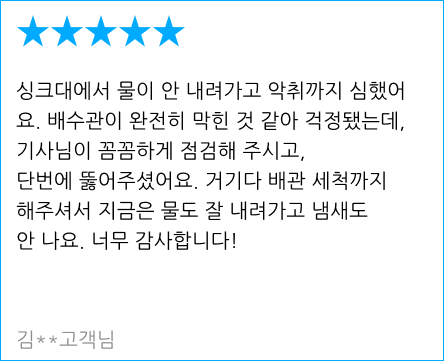 ★★★★★
싱크대에서 물이 안 내려가고 악취까지 심했어
요. 배수관이 완전히 막힌 것 같아 걱정됐는데,
기사님이 꼼꼼하게 점검해 주시고,
단번에 뚫어주셨어요. 거기다 배관 세척까지
해주셔서 지금은 물도 잘 내려가고 냄새도
안 나요. 너무 감사합니다!
김**고객님